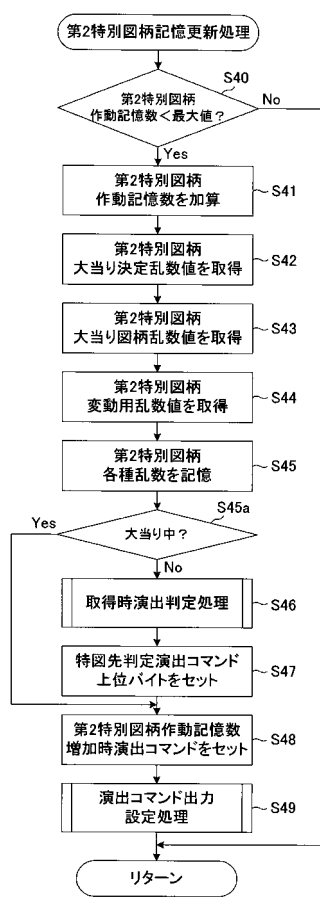 第2特別図柄記憶更新処理
S40
第2特別図柄
作動記憶数<最大値?
No
Yes
第2特別図柄
作動記憶数を加算
S41
第2特別図柄
大当り決定乱数値を取得
S42
第2特別図柄
大当り図柄乱数値を取得
S43
第2特別図柄
変動用乱数値を取得
S44
第2特別図柄
各種乱数を記憶
S45
S45a
Yes
大当り中?
No
取得時演出判定処理
S46
特図先判定演出コマンド
上位バイトをセット
S47
第2特別図柄作動記憶数
増加時演出コマンドをセット
S48
演出コマンド出力
設定処理
S49
リターン